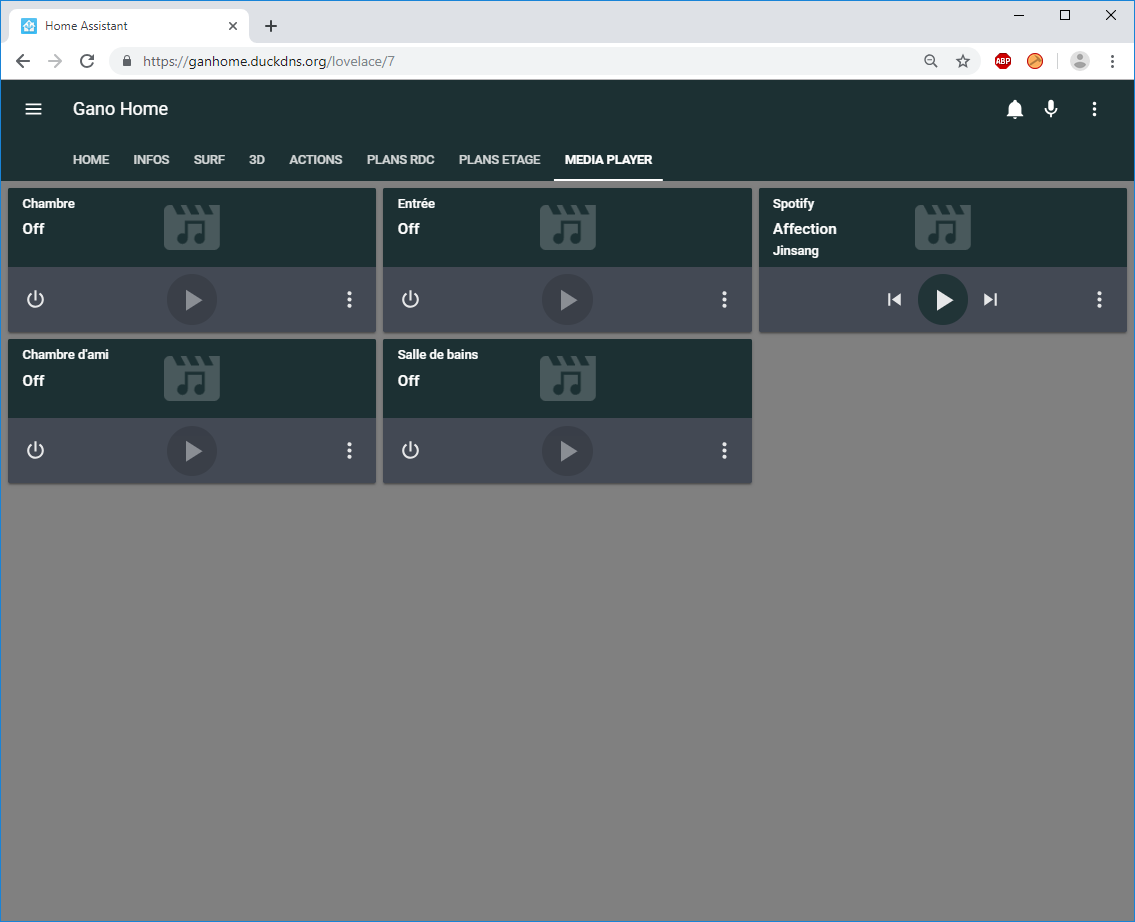 Home Assistant
https://ganhome.duckdns.org/lovelace/7
ABP
Gano Home
HOME INFOS SURF 3D ACTIONS PLANS RDC PLANS ETAGE MEDIA PLAYER
Chambre
Off
Entrée
Off
Spotify
Affection
Jinsang
Chambre d'ami
Off
Salle de bains
Off